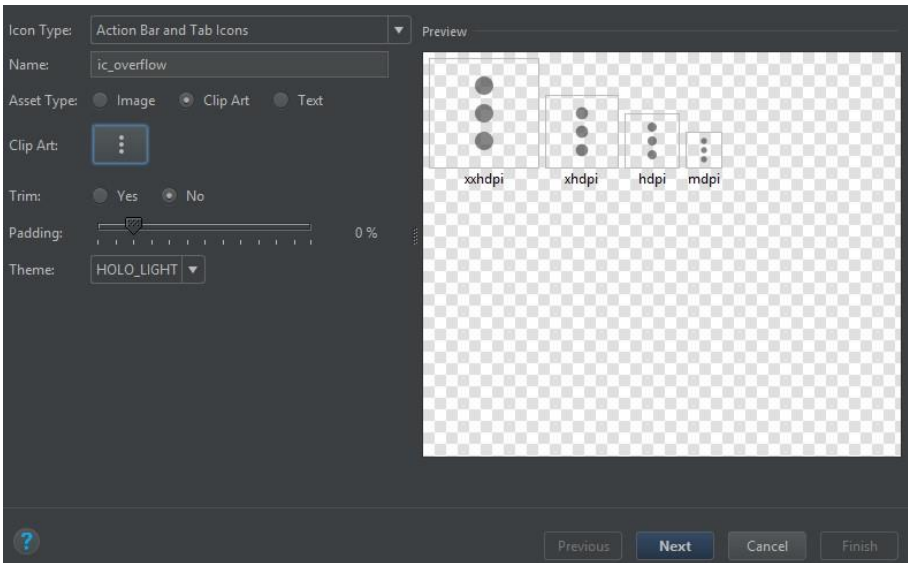 Icon Type: Action Bar and Tab Icons
Name: ic_overflow
Asset Type: Image Clip Art Text
Clip Art:
Trim: Yes No
Padding: 0 %
Theme: HOLO_LIGHT
Preview
xxhdpi xhdpi hdpi mdpi
? Previous Next Cancel Finish